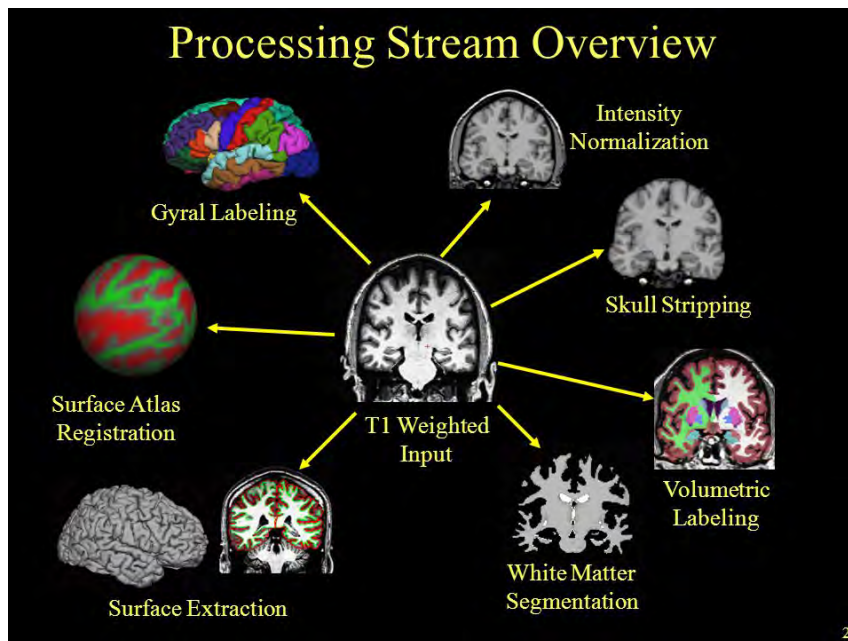 Processing Stream Overview
Intensity
Normalization
Gyral Labeling
Skull Stripping
Surface Atlas
Registration
T1 Weighted
Input
Volumetric
Labeling
White Matter
Segmentation
Surface Extraction
2